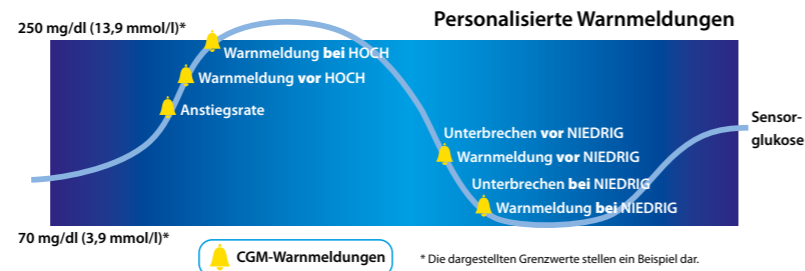 Personalisierte Warnmeldungen
250 mg/dl (13,9 mmol/l)*
Warnmeldung bei HOCH
Warnmeldung vor HOCH
Anstiegsrate
Unterbrechen vor NIEDRIG
Warnmeldung vor NIEDRIG
Unterbrechen bei NIEDRIG
Warnmeldung bei NIEDRIG
Sensor-
glukose
70 mg/dl (3,9 mmol/l)*
CGM-Warnmeldungen
* Die dargestellten Grenzwerte stellen ein Beispiel dar.